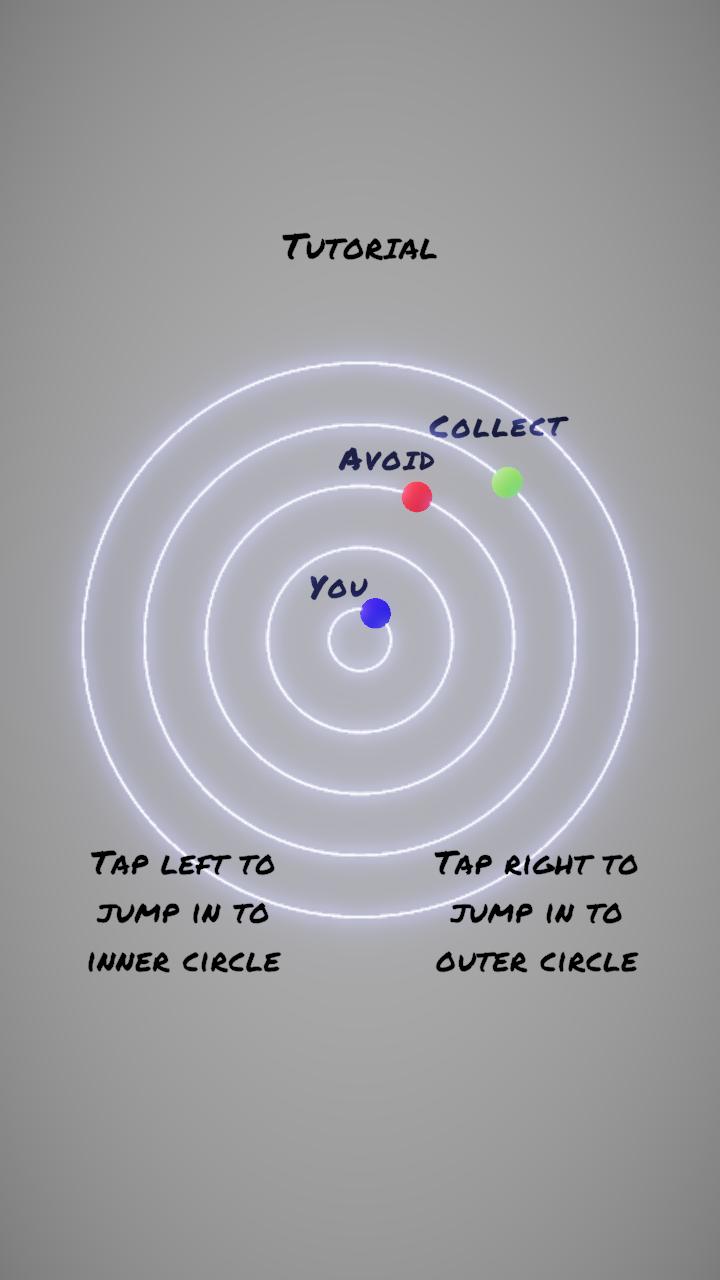 Tutorial
Collect
Avoid
You
Tap left to
jump in to
inner circle
Tap right to
jump in to
outer circle